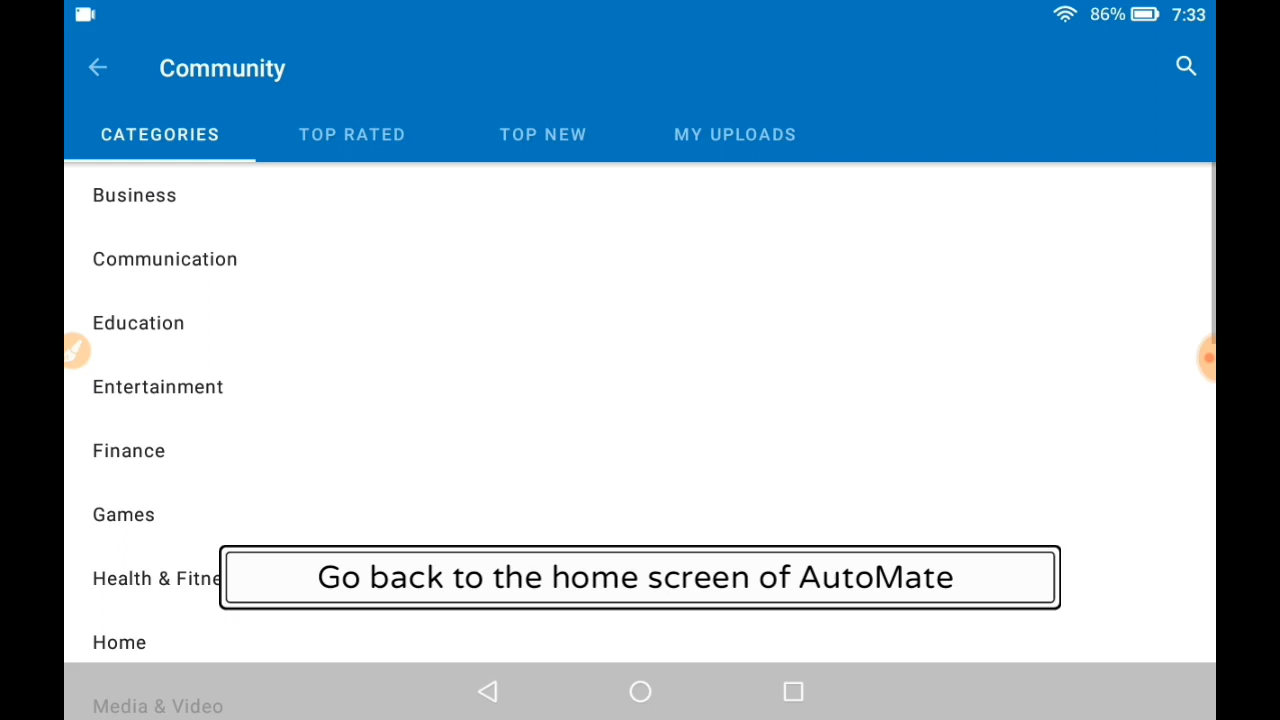 86% 7:33
Community
CATEGORIES TOP RATED TOP NEW MY UPLOADS
Business
Communication
Education
Entertainment
Finance
Games
Health & Fitne
Go back to the home screen of AutoMate
Home
Media & Video